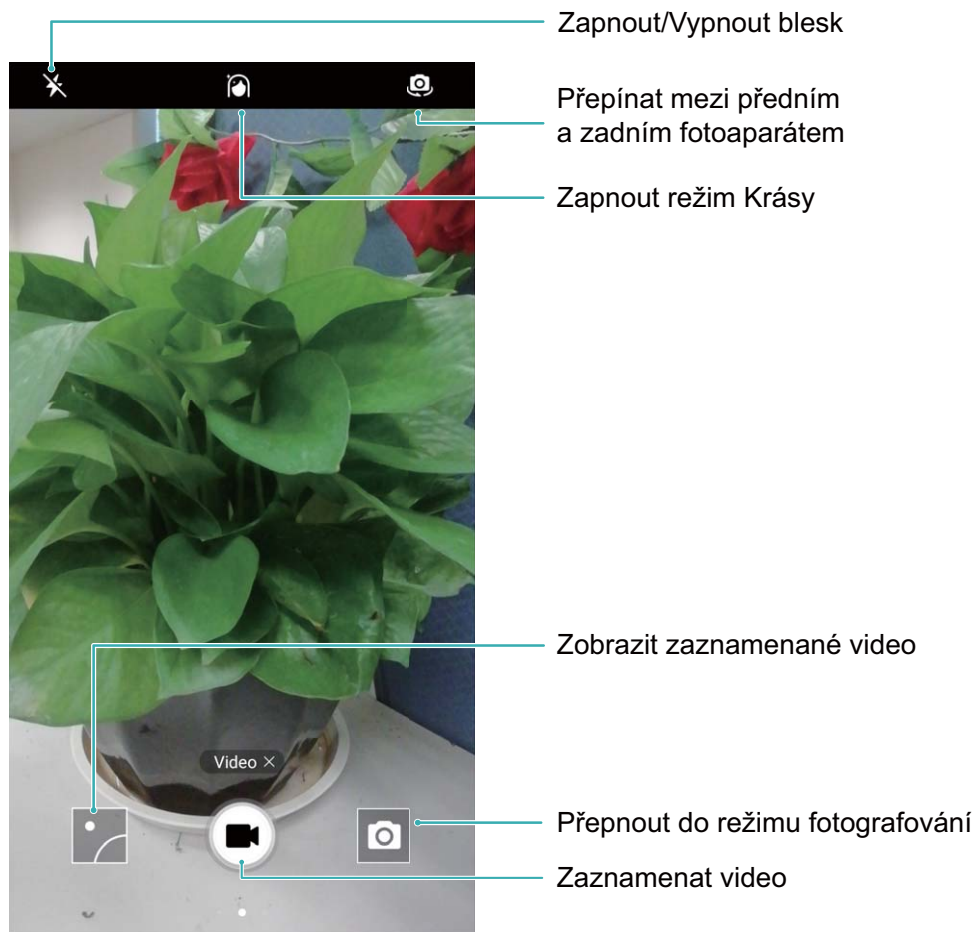 Zapnout/Vypnout blesk
Přepínat mezi předním
a zadním fotoaparátem
Zapnout režim Krásy
Zobrazit zaznamenané video
Video ×
Přepnout do režimu fotografování
Zaznamenat video